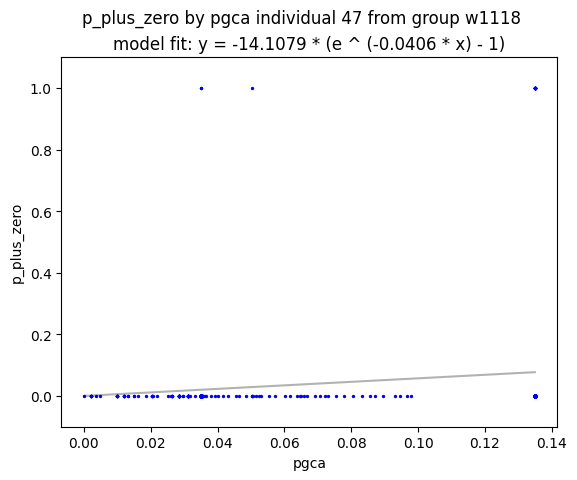 p_plus_zero by pgca individual 47 from group w1118
model fit: y = -14.1079 * (e ^ (-0.0406 * x) - 1)
1.0
0.8
0.6
0.4
0.2
0.0
p_plus_zero
0.00 0.02 0.04 0.06 0.08 0.10 0.12 0.14
pgca